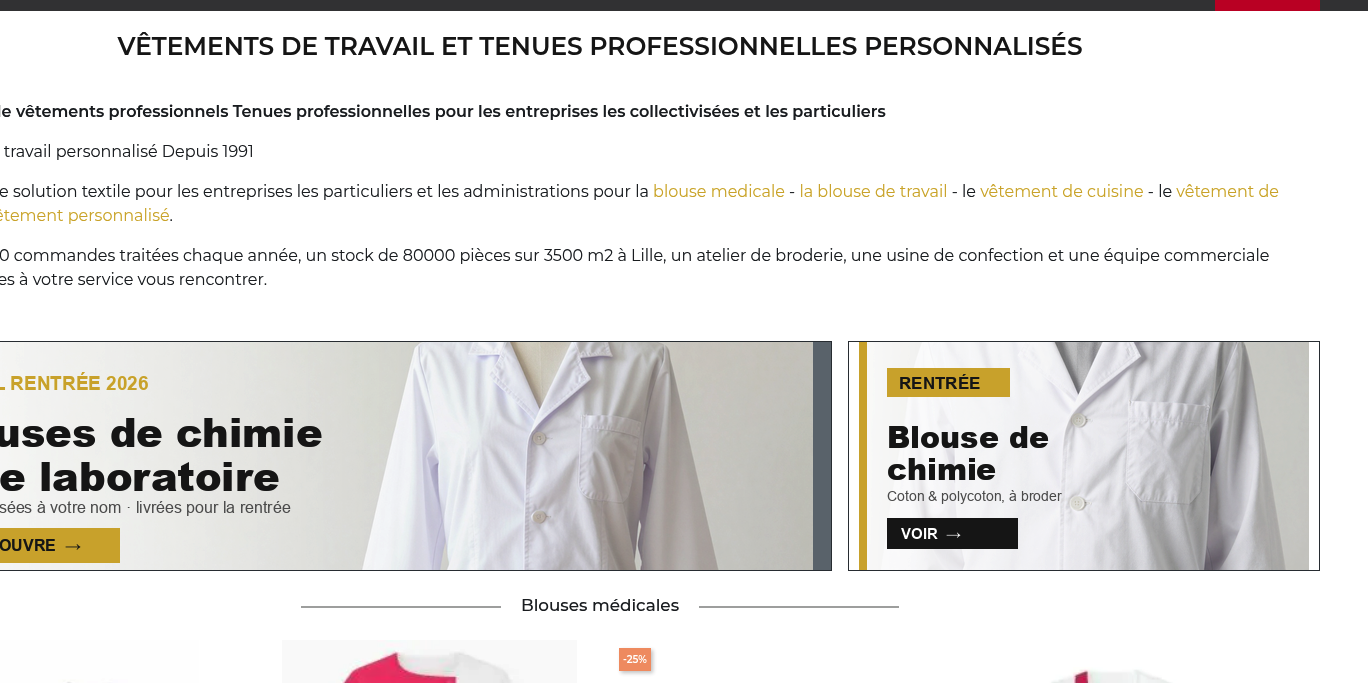 VÊTEMENTS DE TRAVAIL ET TENUES PROFESSIONNELLES PERSONNALISÉS
vêtements professionnels Tenues professionnelles pour les entreprises les collectivisées et les particuliers
travail personnalisé Depuis 1991
solution textile pour les entreprises les particuliers et les administrations pour la blouse medicale - la blouse de travail - le vêtement de cuisine - le vêtement de
personnalisé.
commandes traitées chaque année, un stock de 80000 pièces sur 3500 m2 à Lille, un atelier de broderie, une usine de confection et une équipe commerciale
à votre service vous rencontrer.
RENTRÉE 2026
de chimie
laboratoire
à votre nom · livrées pour la rentrée
→
RENTRÉE
Blouse de
chimie
Coton & polycoton, à broder
VOIR →
Blouses médicales
-25%